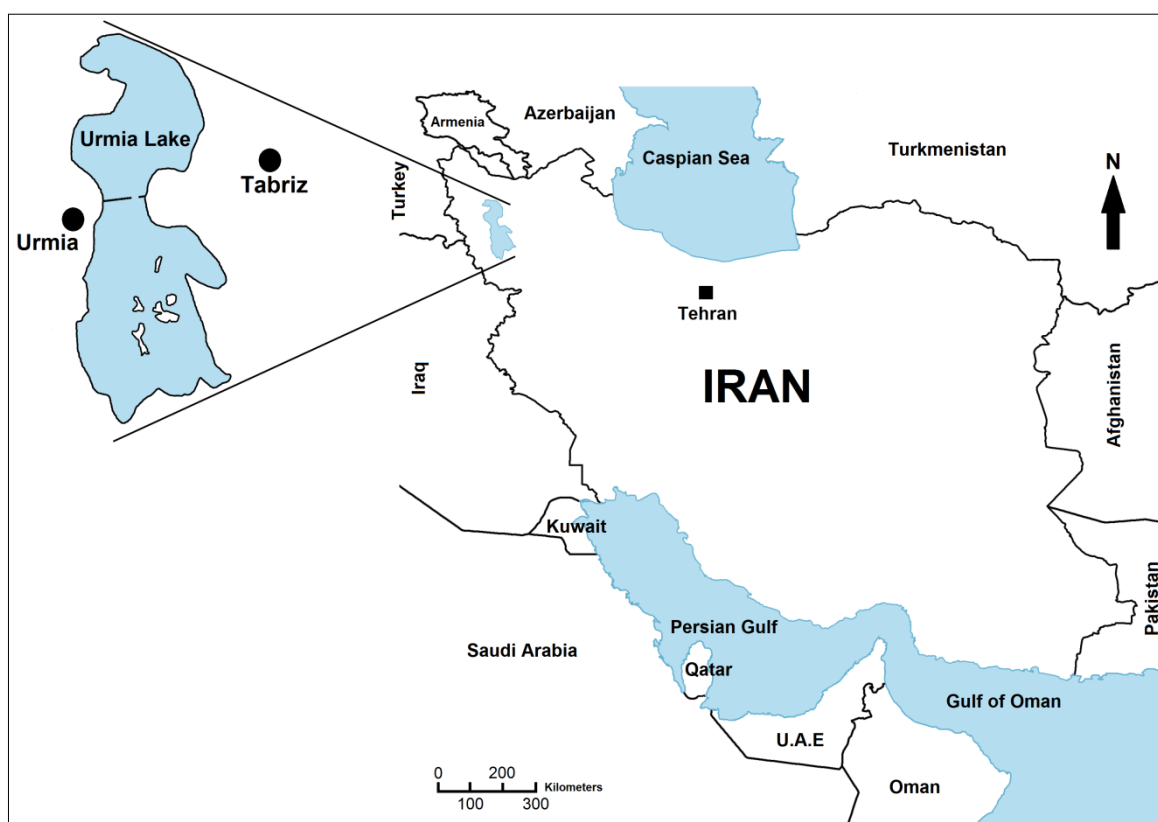 Urmia Lake
Tabriz
Urmia
Armenia
Azerbaijan
Caspian Sea
Turkmenistan
N
Turkey
Tehran
IRAN
Iraq
Afghanistan
Kuwait
Pakistan
Persian Gulf
Saudi Arabia
Qatar
Gulf of Oman
U.A.E
Oman
0 200
Kilometers
100 300